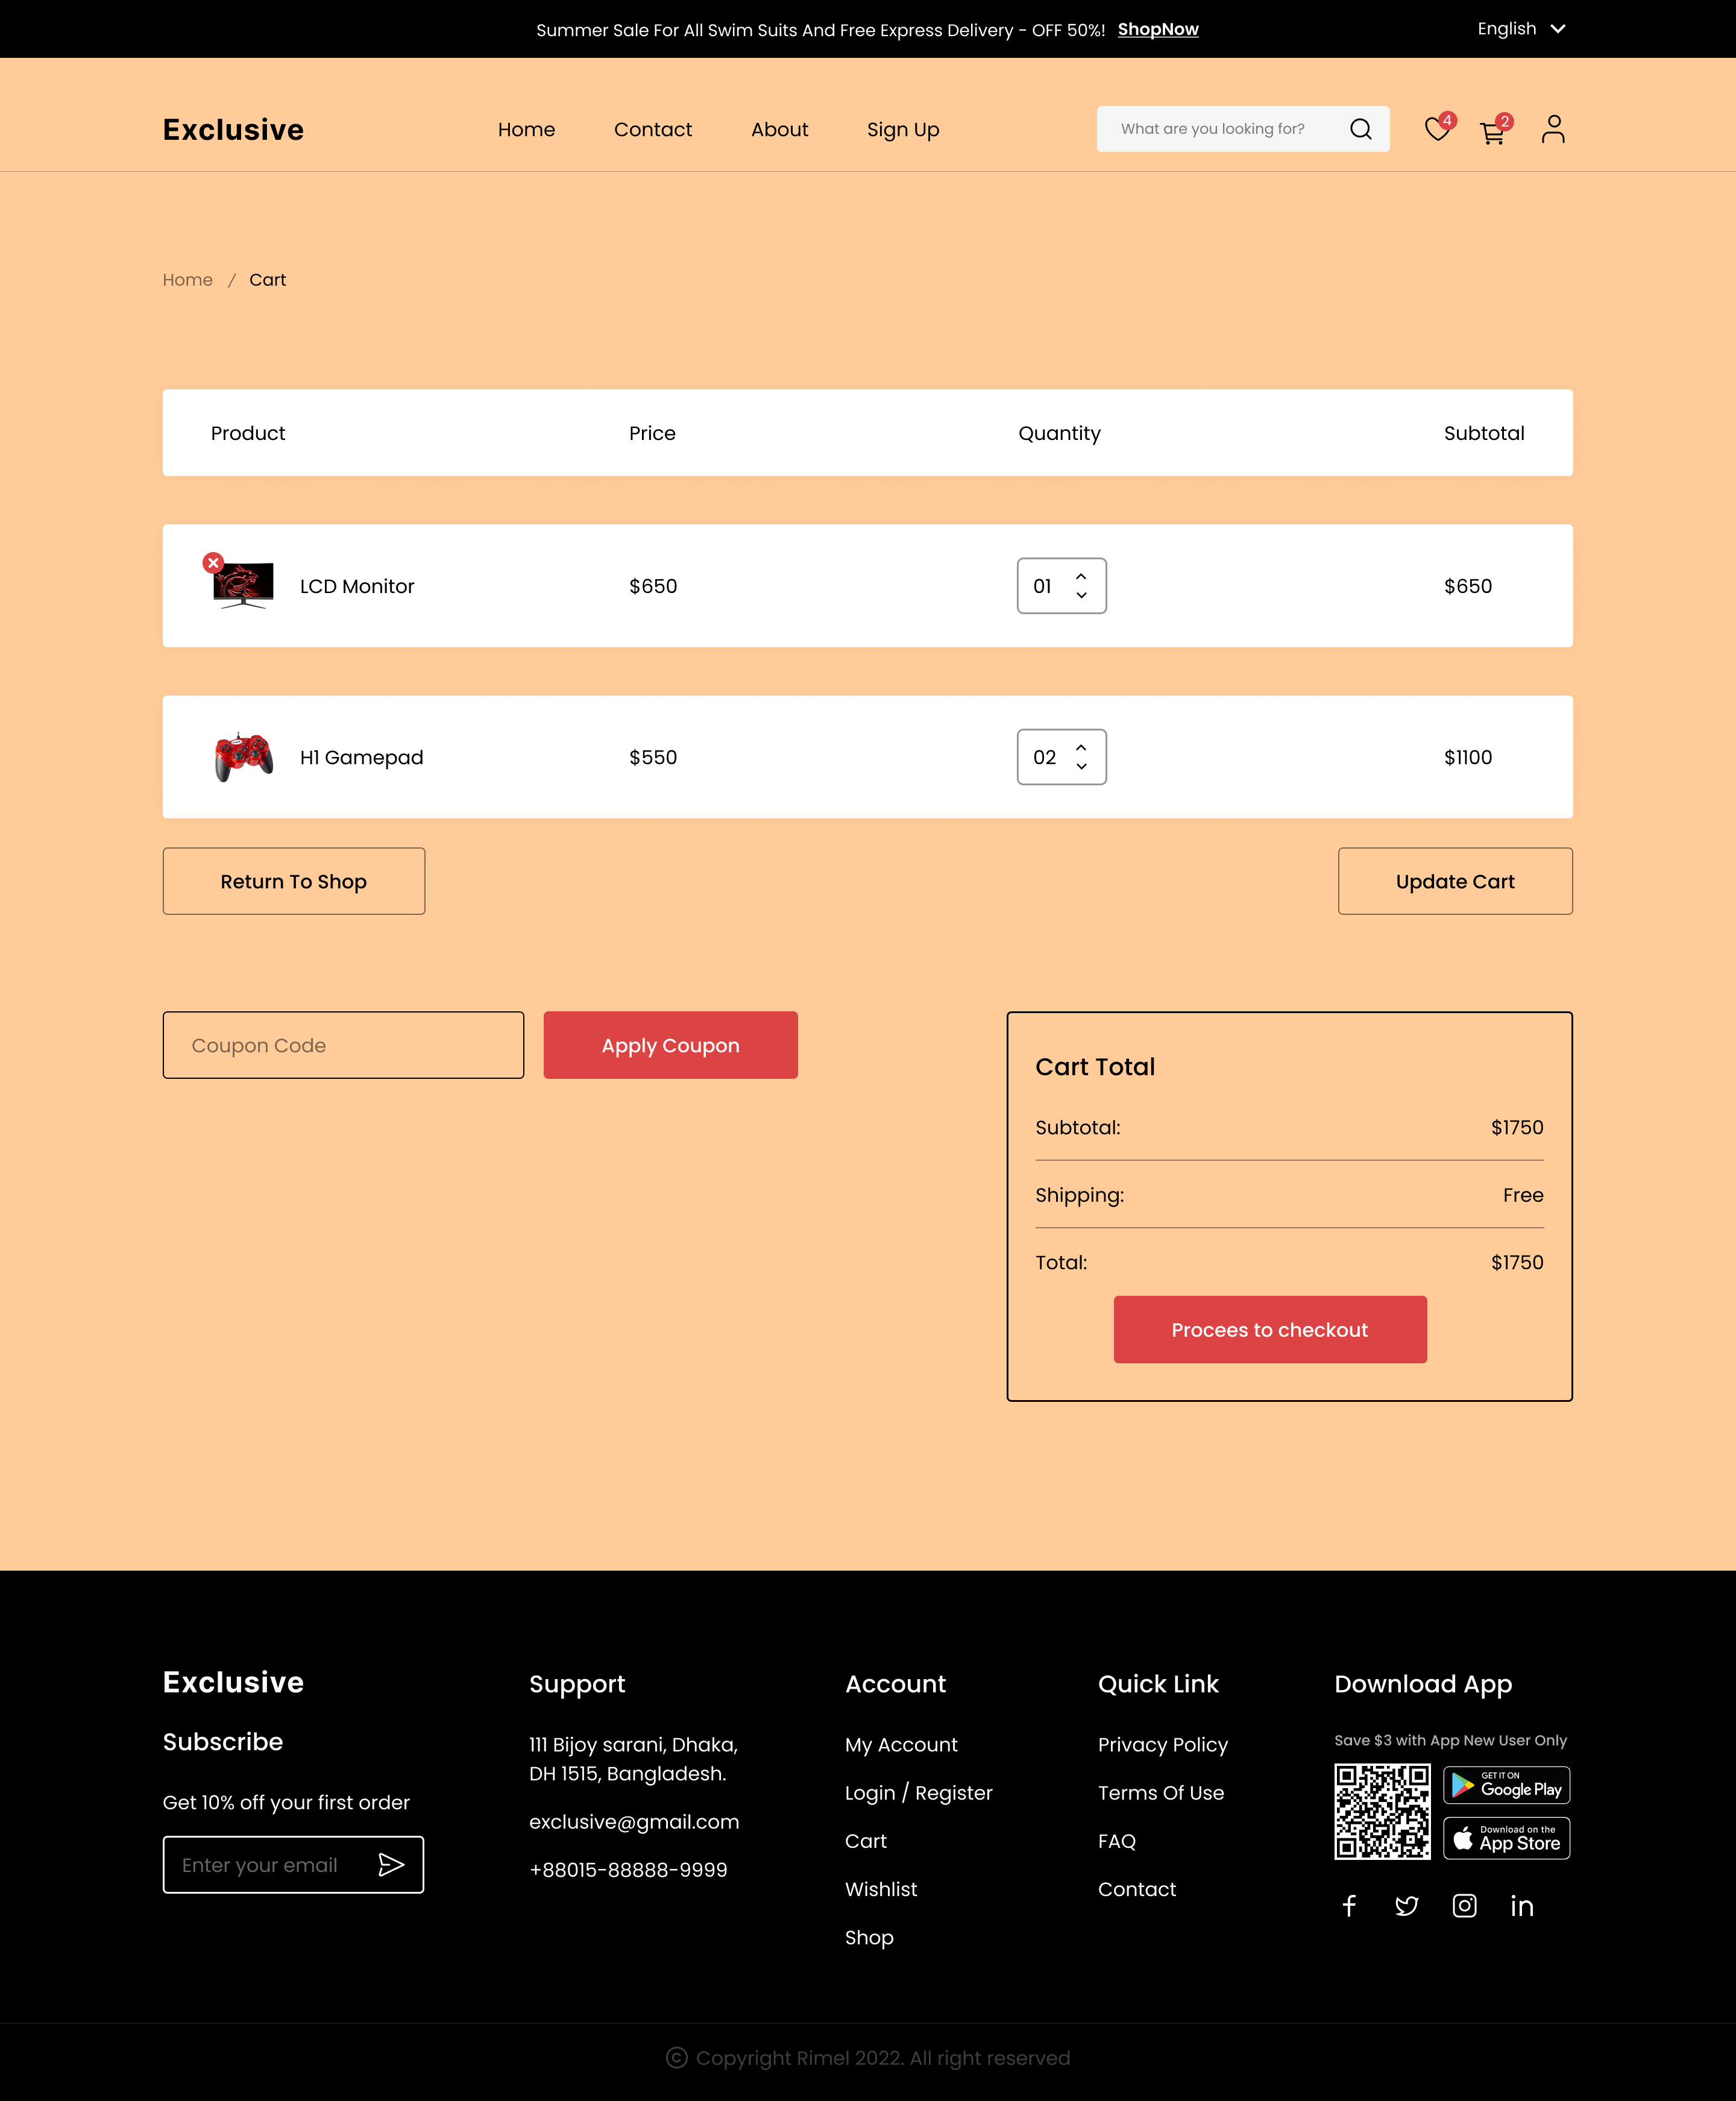 Summer Sale For All Swim Suits And Free Express Delivery - OFF 50%! ShopNow English
Exclusive Home Contact About Sign Up What are you looking for? 4 2
Home / Cart
Product Price Quantity Subtotal
LCD Monitor $650 01 $650
H1 Gamepad $550 02 $1100
Return To Shop Update Cart
Coupon Code Apply Coupon
Cart Total
Subtotal: $1750
Shipping: Free
Total: $1750
Procees to checkout
Exclusive
Subscribe
Get 10% off your first order
Enter your email
Support
111 Bijoy sarani, Dhaka,
DH 1515, Bangladesh.
exclusive@gmail.com
+88015-88888-9999
Account
My Account
Login / Register
Cart
Wishlist
Shop
Quick Link
Privacy Policy
Terms Of Use
FAQ
Contact
Download App
Save $3 with App New User Only
GET IT ON
Google Play
Download on the
App Store
© Copyright Rimel 2022. All right reserved